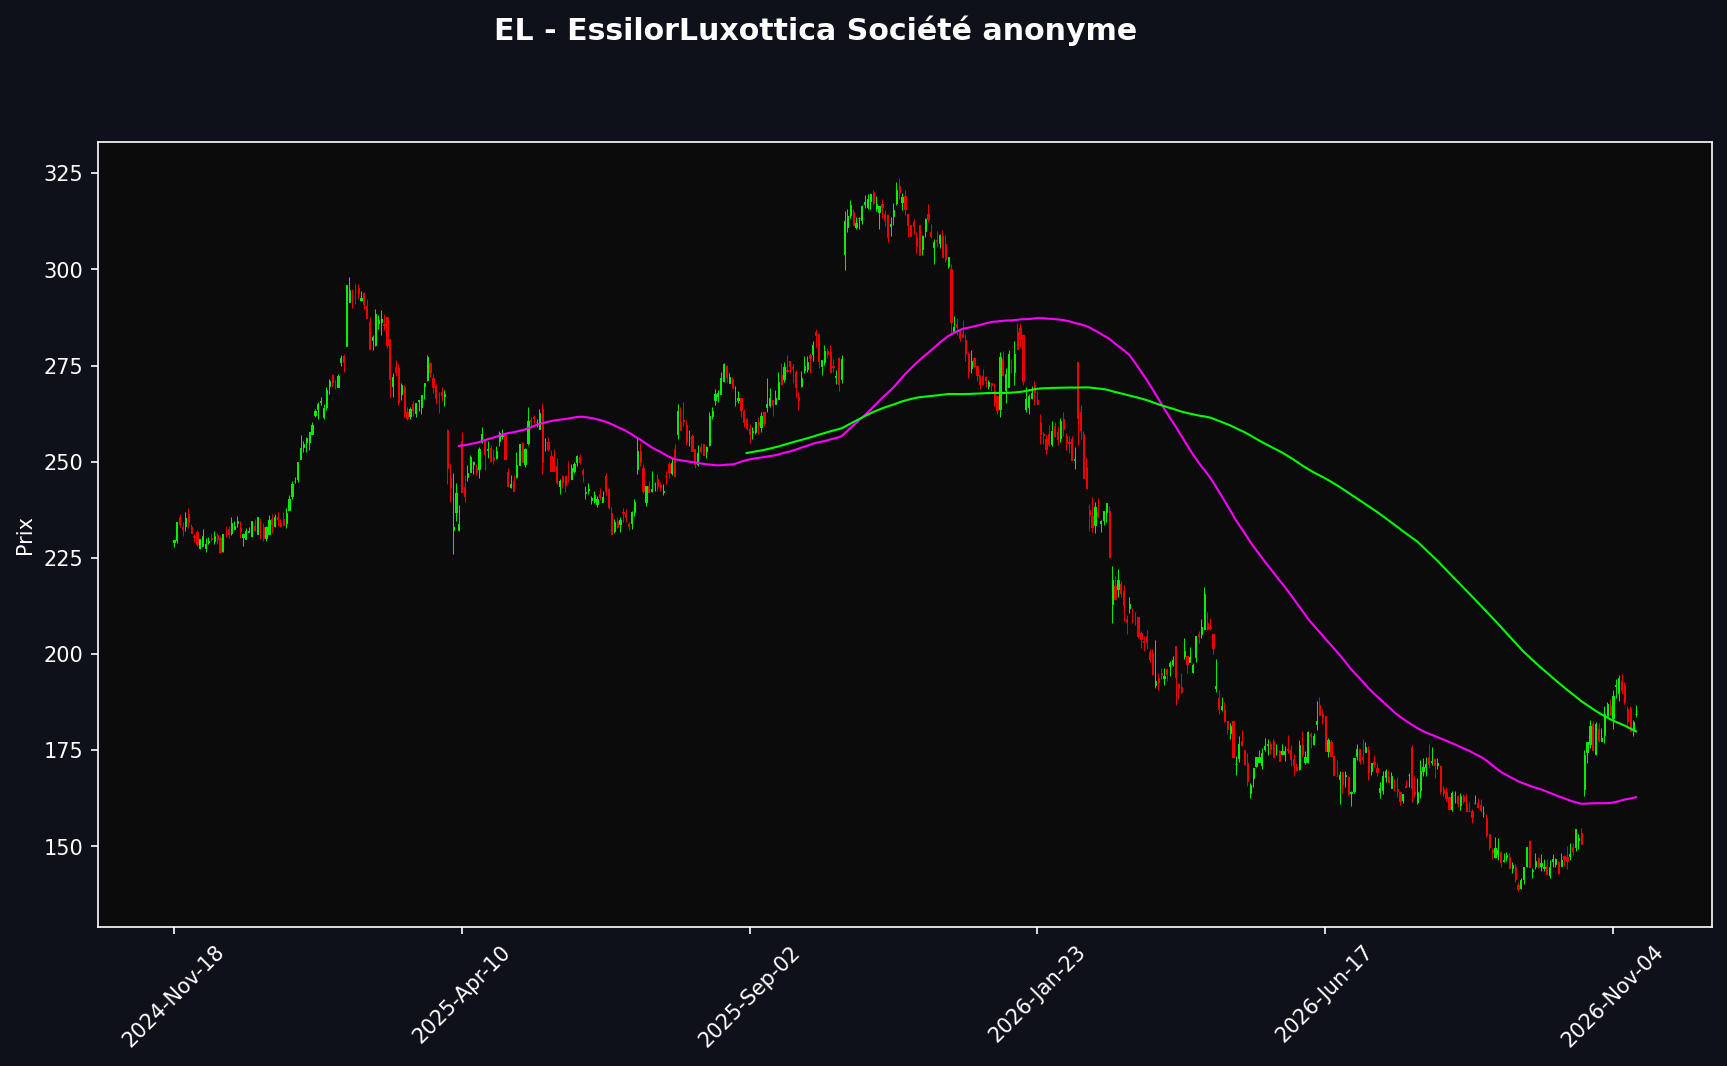 EL - EssilorLuxottica Société anonyme
325
300
275
250
225
200
175
150
Prix
2024-Nov-18
2025-Apr-10
2025-Sep-02
2026-Jan-23
2026-Jun-17
2026-Nov-04